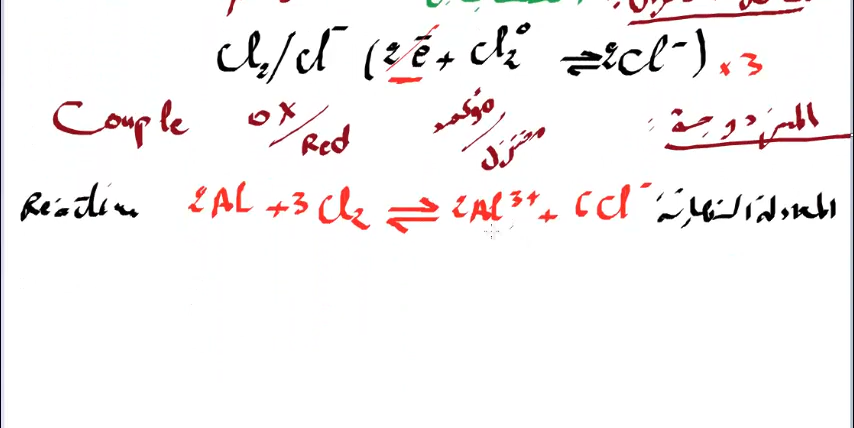 Cl₂/Cl⁻ (2e̅ + Cl₂⁰ ⇌ 2Cl⁻) × 3
Couple ox/Red مؤكسد/مختزل المزدوجة :
Reaction 2Al + 3Cl₂ ⇌ 2Al³⁺ + 6Cl⁻ المعادلة النهائية